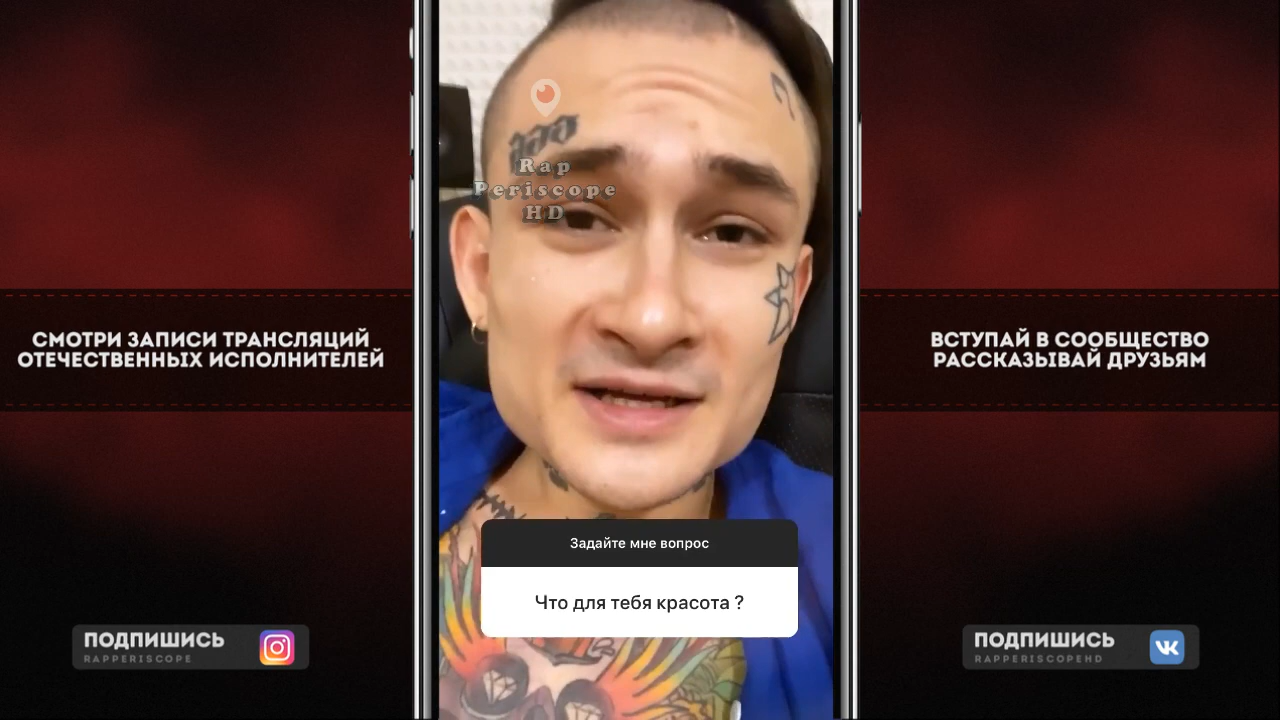 Rap
Periscope
HD
СМОТРИ ЗАПИСИ ТРАНСЛЯЦИЙ
ОТЕЧЕСТВЕННЫХ ИСПОЛНИТЕЛЕЙ
ВСТУПАЙ В СООБЩЕСТВО
РАССКАЗЫВАЙ ДРУЗЬЯМ
Задайте мне вопрос
Что для тебя красота ?
ПОДПИШИСЬ
RAPPERISCOPE
ПОДПИШИСЬ
RAPPERISCOPEHD